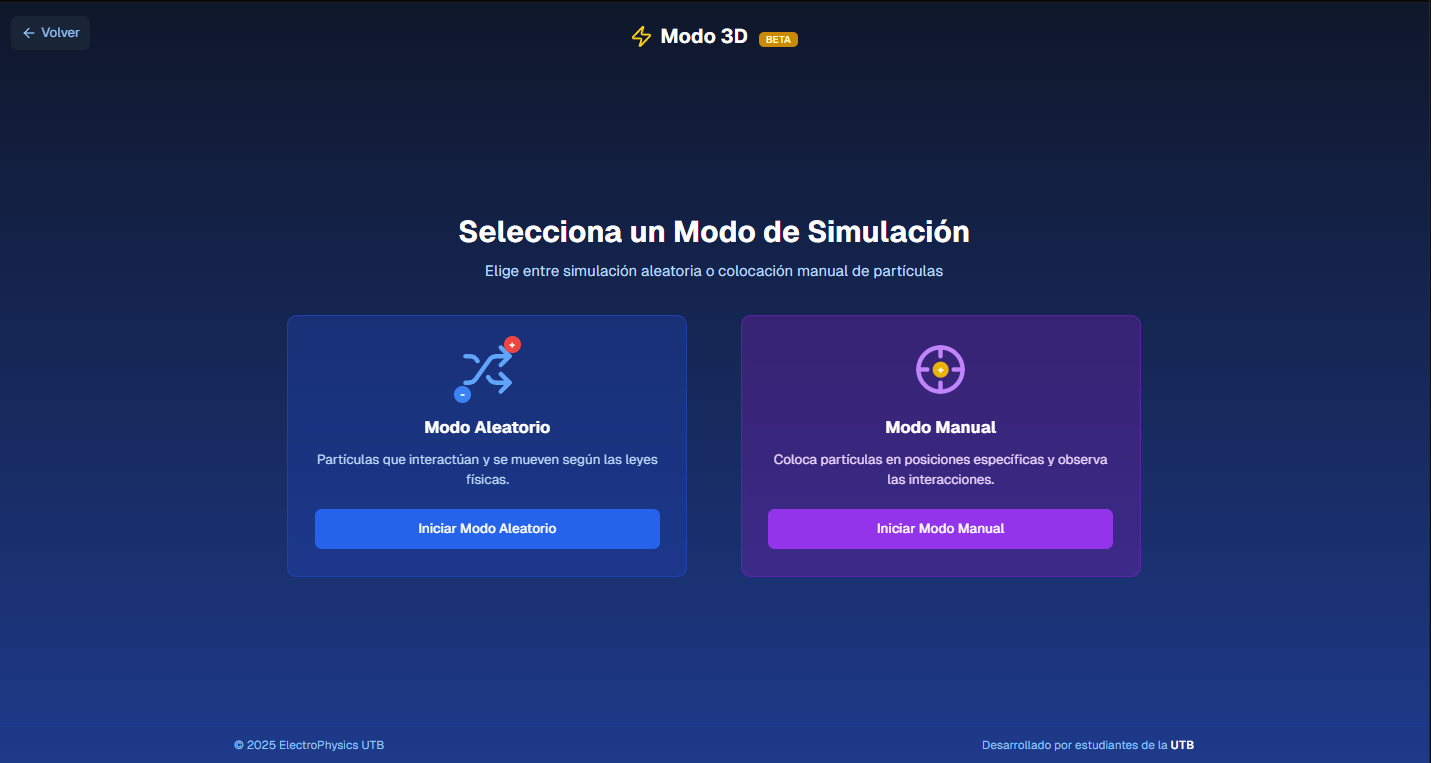 Volver
Modo 3D BETA
Selecciona un Modo de Simulación
Elige entre simulación aleatoria o colocación manual de partículas
+
-
Modo Aleatorio
Partículas que interactúan y se mueven según las leyes
físicas.
Iniciar Modo Aleatorio
+
Modo Manual
Coloca partículas en posiciones específicas y observa
las interacciones.
Iniciar Modo Manual
© 2025 ElectroPhysics UTB
Desarrollado por estudiantes de la UTB